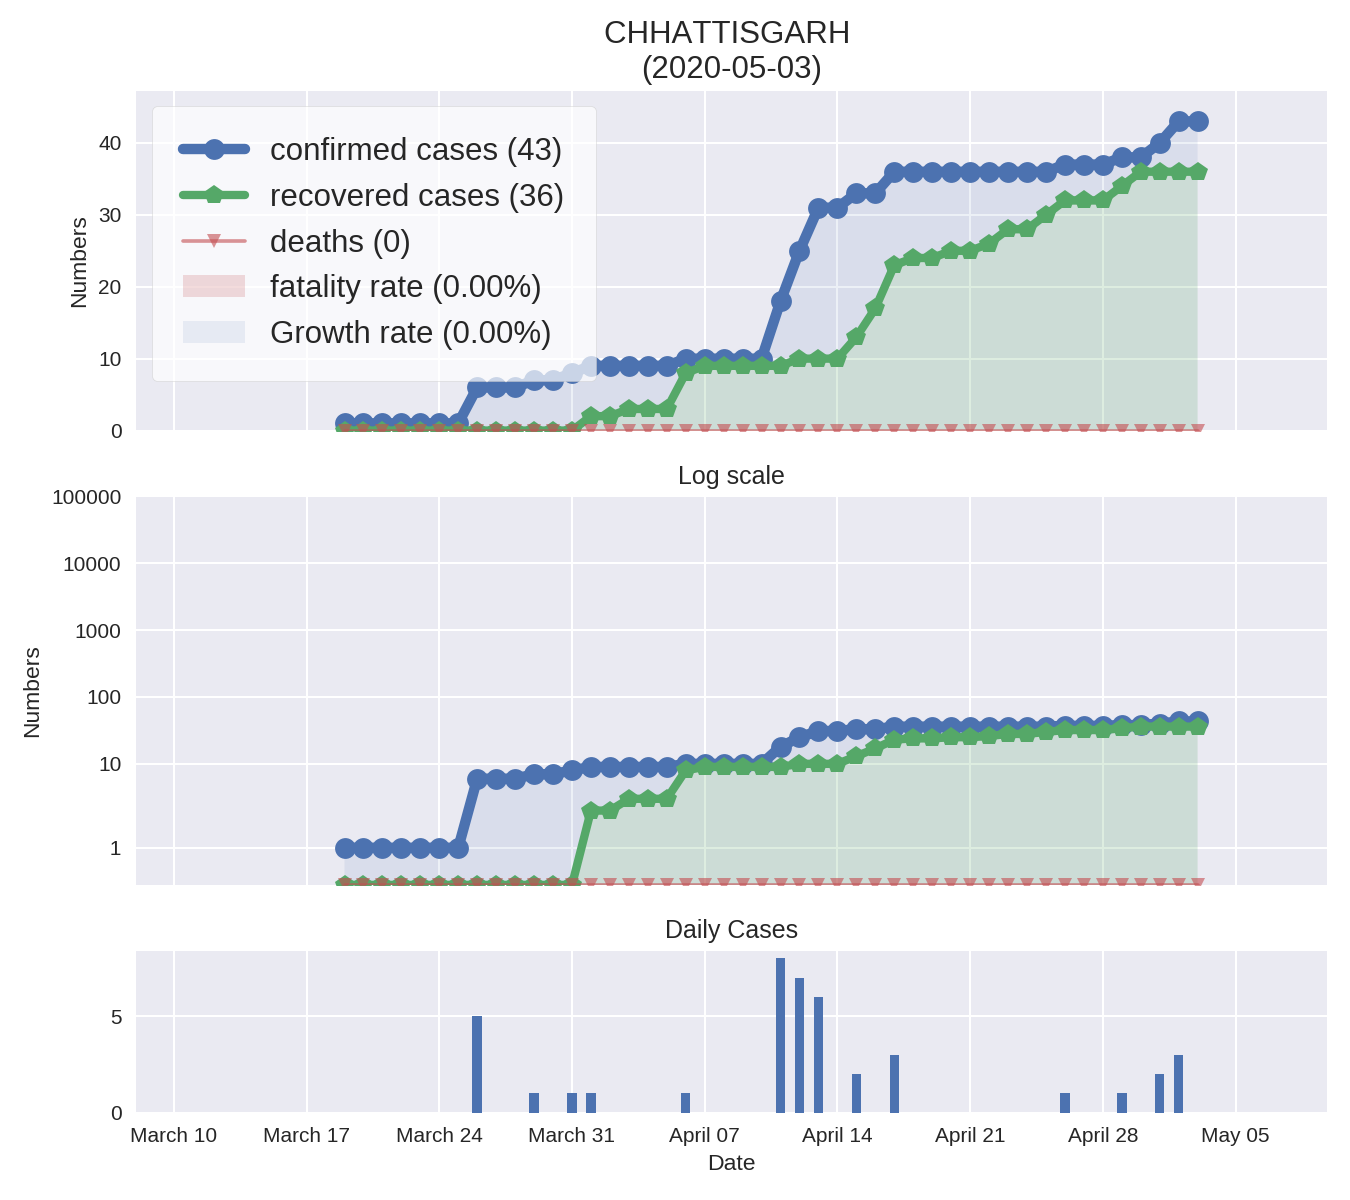 CHHATTISGARH
(2020-05-03)
confirmed cases (43)
recovered cases (36)
deaths (0)
fatality rate (0.00%)
Growth rate (0.00%)
Numbers
40
30
20
10
0
Log scale
Numbers
100000
10000
1000
100
10
1
Daily Cases
5
0
March 10 March 17 March 24 March 31 April 07 April 14 April 21 April 28 May 05
Date